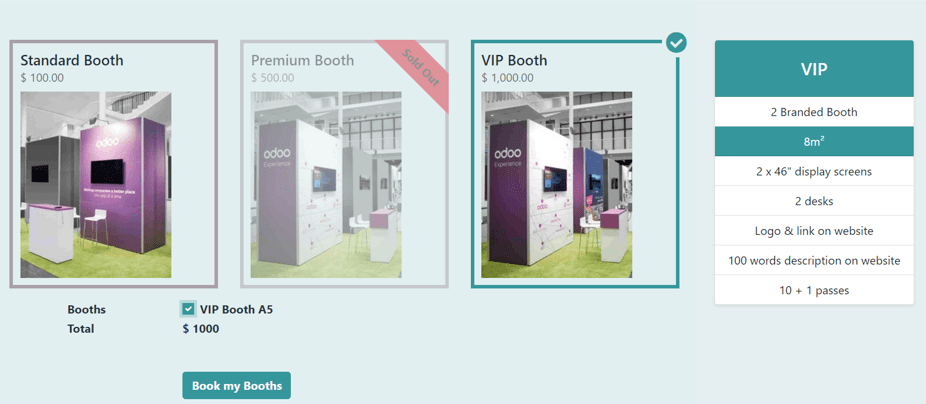 Standard Booth
$ 100.00
odoo
Premium Booth
$ 500.00
Sold Out
odoo
Experience
VIP Booth
$ 1,000.00
odoo
Experience
Booths
VIP Booth A5
Total
$ 1000
Book my Booths
VIP
2 Branded Booth
8m²
2 x 46" display screens
2 desks
Logo & link on website
100 words description on website
10 + 1 passes